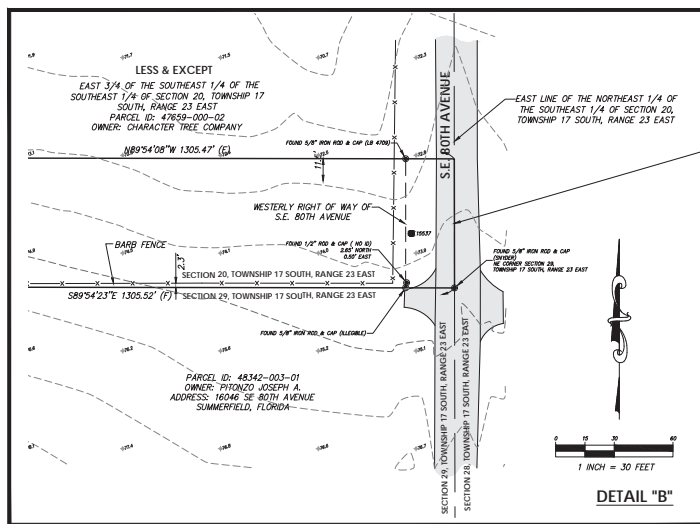 LESS & EXCEPT
EAST 3/4 OF THE SOUTHEAST 1/4 OF THE
SOUTHEAST 1/4 OF SECTION 20, TOWNSHIP 17
SOUTH, RANGE 23 EAST
PARCEL ID: 47659-000-02
OWNER: CHARACTER TREE COMPANY
S.E. 80TH AVENUE
EAST LINE OF THE NORTHEAST 1/4 OF
THE SOUTHEAST 1/4 OF SECTION 20,
TOWNSHIP 17 SOUTH, RANGE 23 EAST
FOUND 5/8" IRON ROD & CAP (LB 4709)
N89°54'08"W 1305.47' (F)
WESTERLY RIGHT OF WAY OF
S.E. 80TH AVENUE
15537
BARB FENCE
2.3'
FOUND 1/2" ROD & CAP ( NO ID)
2.63' NORTH
0.50' EAST
FOUND 5/8" IRON ROD & CAP
(SNYDER)
NE CORNER SECTION 29,
TOWNSHIP 17 SOUTH, RANGE 23 EAST
SECTION 20, TOWNSHIP 17 SOUTH, RANGE 23 EAST
S89°54'23"E 1305.52' (F)
SECTION 29, TOWNSHIP 17 SOUTH, RANGE 23 EAST
FOUND 5/8" IRON ROD & CAP (ILLEGIBLE)
PARCEL ID: 48342-003-01
OWNER: PITONZO JOSEPH A.
ADDRESS: 16046 SE 80TH AVENUE
SUMMERFIELD, FLORIDA
SECTION 29, TOWNSHIP 17 SOUTH, RANGE 23 EAST
SECTION 28, TOWNSHIP 17 SOUTH, RANGE 23 EAST
0 15 30 60
1 INCH = 30 FEET
DETAIL "B"